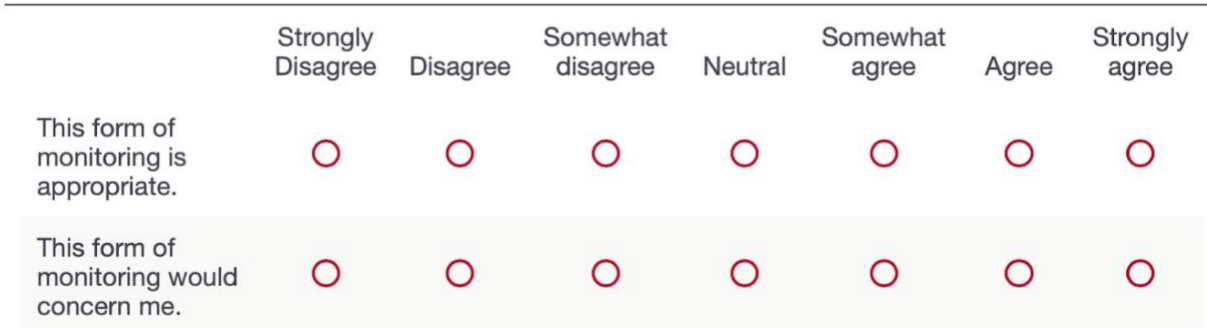 Strongly Disagree
Disagree
Somewhat disagree
Neutral
Somewhat agree
Agree
Strongly agree
This form of
monitoring is
appropriate.
This form of
monitoring would
concern me.